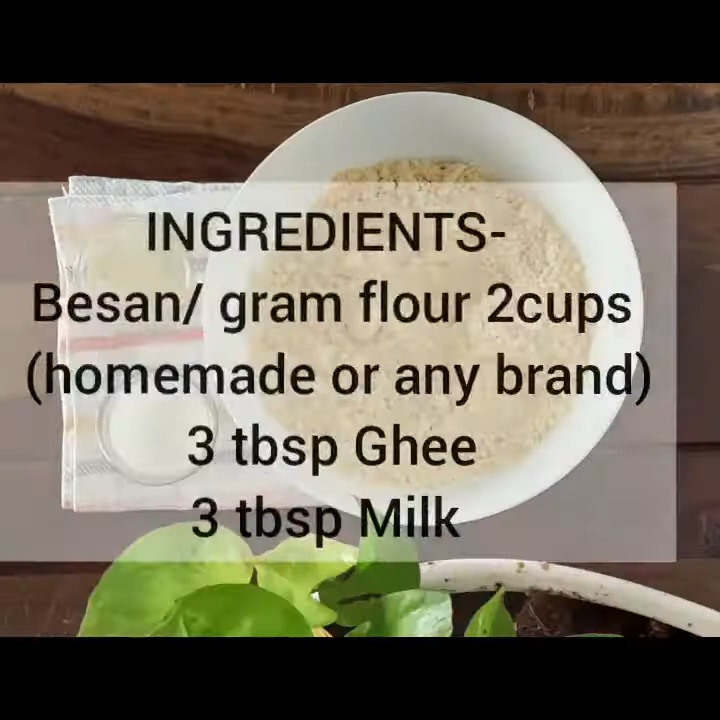 INGREDIENTS-
Besan/ gram flour 2cups
(homemade or any brand)
3 tbsp Ghee
3 tbsp Milk